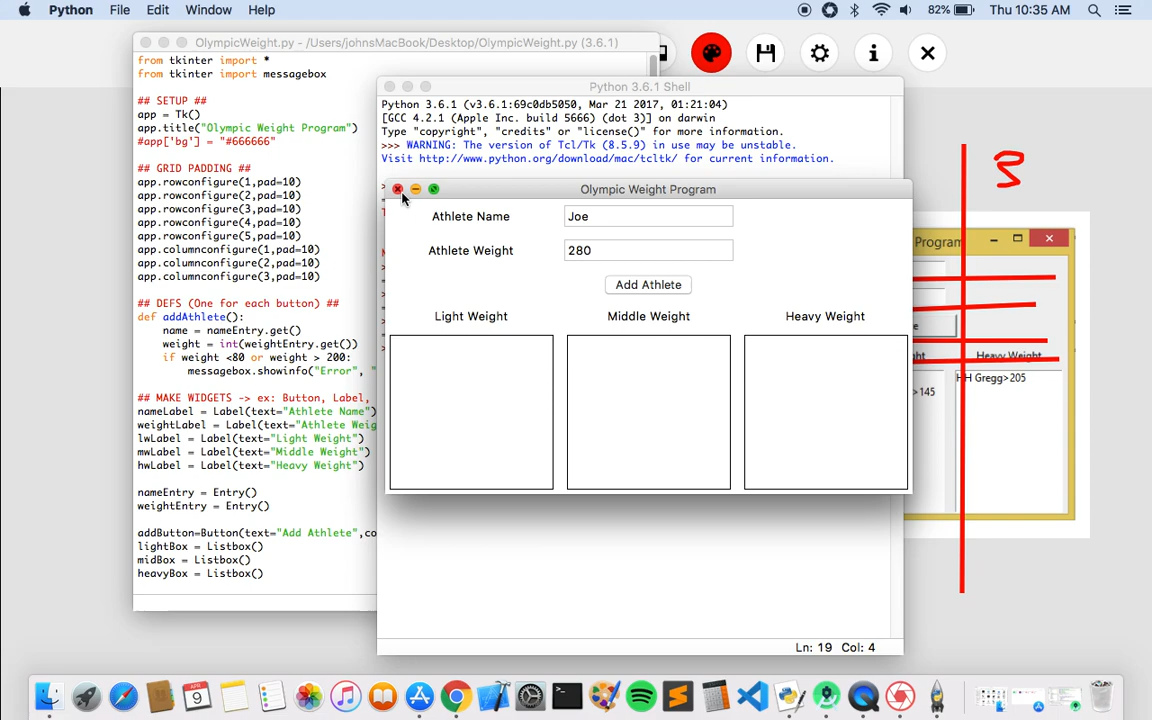 Python File Edit Window Help
82% Thu 10:35 AM
OlympicWeight.py - /Users/johnsMacBook/Desktop/OlympicWeight.py (3.6.1)
from tkinter import *
from tkinter import messagebox
## SETUP ##
app = Tk()
app.title("Olympic Weight Program")
#app['bg'] = "#666666"
## GRID PADDING ##
app.rowconfigure(1,pad=10)
app.rowconfigure(2,pad=10)
app.rowconfigure(3,pad=10)
app.rowconfigure(4,pad=10)
app.rowconfigure(5,pad=10)
app.columnconfigure(1,pad=10)
app.columnconfigure(2,pad=10)
app.columnconfigure(3,pad=10)
## DEFS (One for each button) ##
def addAthlete():
name = nameEntry.get()
weight = int(weightEntry.get())
if weight <80 or weight > 200:
messagebox.showinfo("Error", "
## MAKE WIDGETS -> ex: Button, Label,
nameLabel = Label(text="Athlete Name")
weightLabel = Label(text="Athlete Weig
lwLabel = Label(text="Light Weight")
mwLabel = Label(text="Middle Weight")
hwLabel = Label(text="Heavy Weight")
nameEntry = Entry()
weightEntry = Entry()
addButton=Button(text="Add Athlete",co
lightBox = Listbox()
midBox = Listbox()
heavyBox = Listbox()
Python 3.6.1 Shell
Python 3.6.1 (v3.6.1:69c0db5050, Mar 21 2017, 01:21:04)
[GCC 4.2.1 (Apple Inc. build 5666) (dot 3)] on darwin
Type "copyright", "credits" or "license()" for more information.
>>> WARNING: The version of Tcl/Tk (8.5.9) in use may be unstable.
Visit http://www.python.org/download/mac/tcltk/ for current information.
Olympic Weight Program
Athlete Name Joe
Athlete Weight 280
Add Athlete
Light Weight Middle Weight Heavy Weight
Ln: 19 Col: 4
3
Program
ght Heavy Weight
HH Gregg>205
>145
APR
9